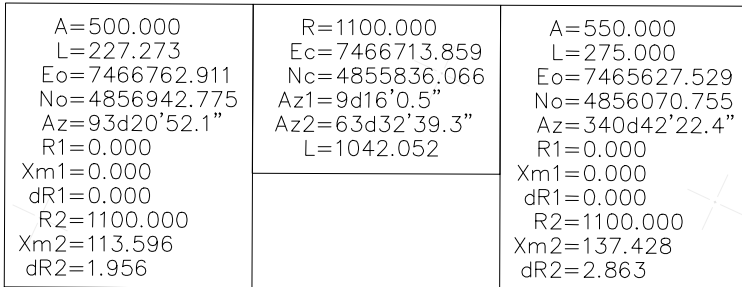 A=500.000
L=227.273
Eo=7466762.911
No=4856942.775
Az=93d20'52.1"
R1=0.000
Xm1=0.000
dR1=0.000
R2=1100.000
Xm2=113.596
dR2=1.956
R=1100.000
Ec=7466713.859
Nc=4855836.066
Az1=9d16'0.5"
Az2=63d32'39.3"
L=1042.052
A=550.000
L=275.000
Eo=7465627.529
No=4856070.755
Az=340d42'22.4"
R1=0.000
Xm1=0.000
dR1=0.000
R2=1100.000
Xm2=137.428
dR2=2.863